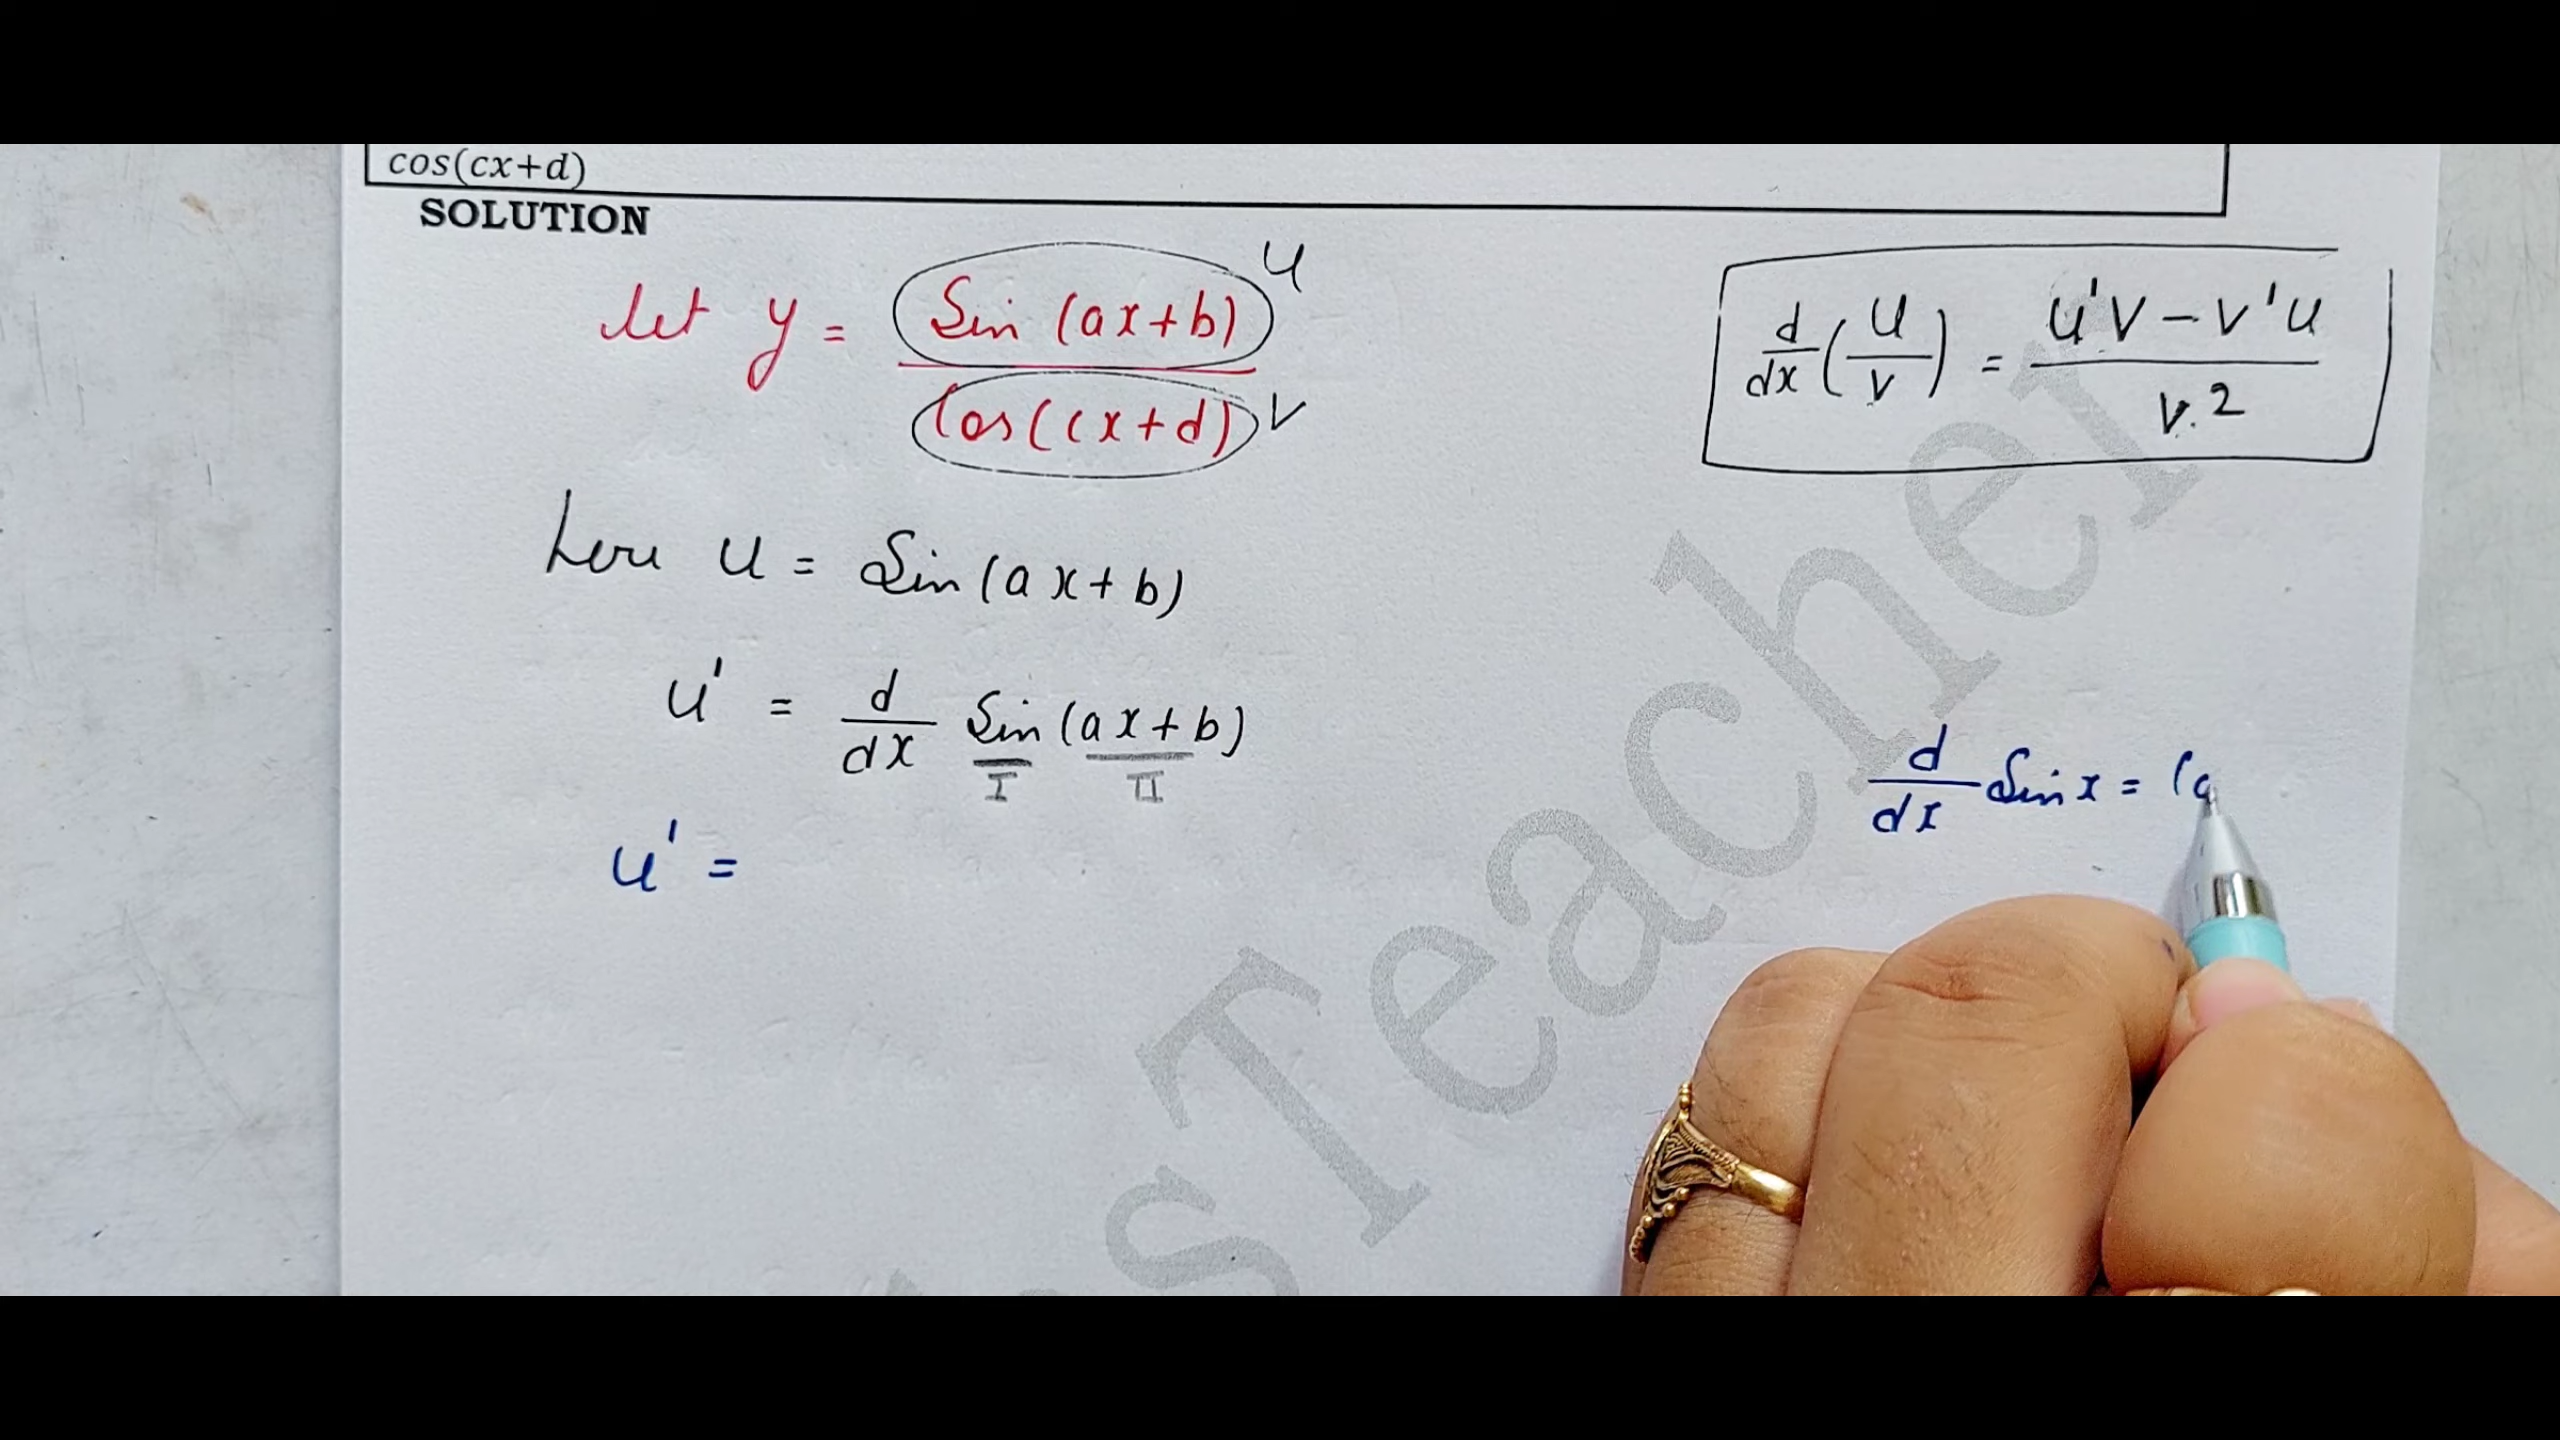 cos(cx+d)
SOLUTION
let y = Sin (ax+b) / Cos(cx+d)
U
V
d/dx (U/V) = U'V - V'U / V.2
here U = Sin(ax+b)
U' = d/dx Sin (ax+b)
I II
d/dx Sin x = Co
U' =
Teacher